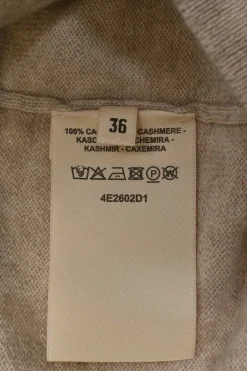 36
100% CA CASHMERE -
KASC CHEMIRA -
KASHMIR - CAXEMIRA
4E2602D1